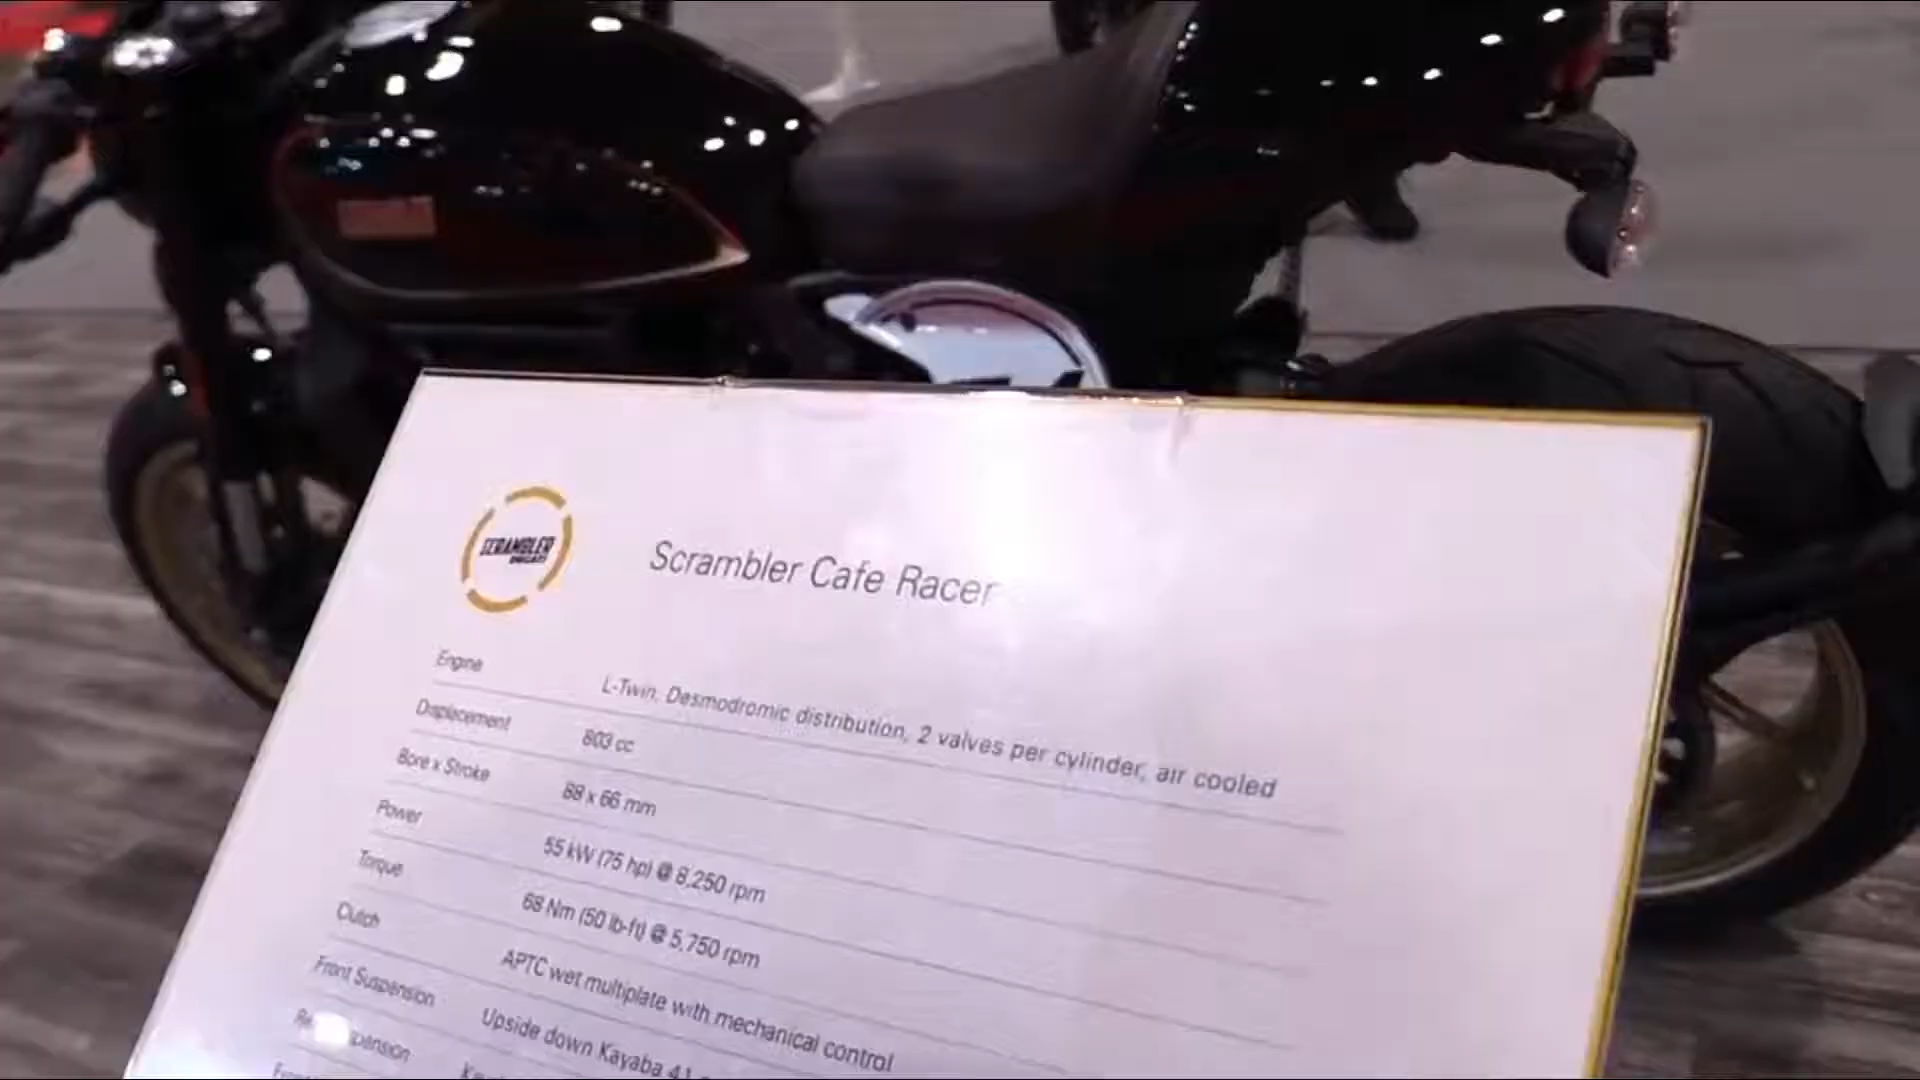 SCRAMBLER
DUCATI
Scrambler Cafe Racer
Engine L-Twin, Desmodromic distribution, 2 valves per cylinder, air cooled
Displacement 803 cc
Bore x Stroke 88 x 66 mm
Power 55 kW (75 hp) @ 8,250 rpm
Torque 68 Nm (50 lb-ft) @ 5,750 rpm
Clutch APTC wet multiplate with mechanical control
Front Suspension Upside down Kayaba 41